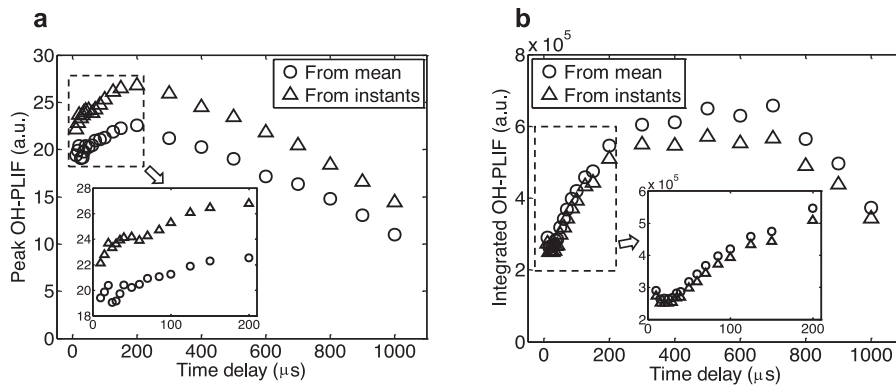 a
30
25
20
15
10
5
0
Peak OH-PLIF (a.u.)
From mean
From instants
28
26
24
22
20
18
0 100 200
0 200 400 600 800 1000
Time delay (μs)
b
x 10^5
8
6
4
2
0
Integrated OH-PLIF (a.u.)
From mean
From instants
x 10^5
6
5
4
3
2
0 50 100 150 200
0 200 400 600 800 1000
Time delay (μs)